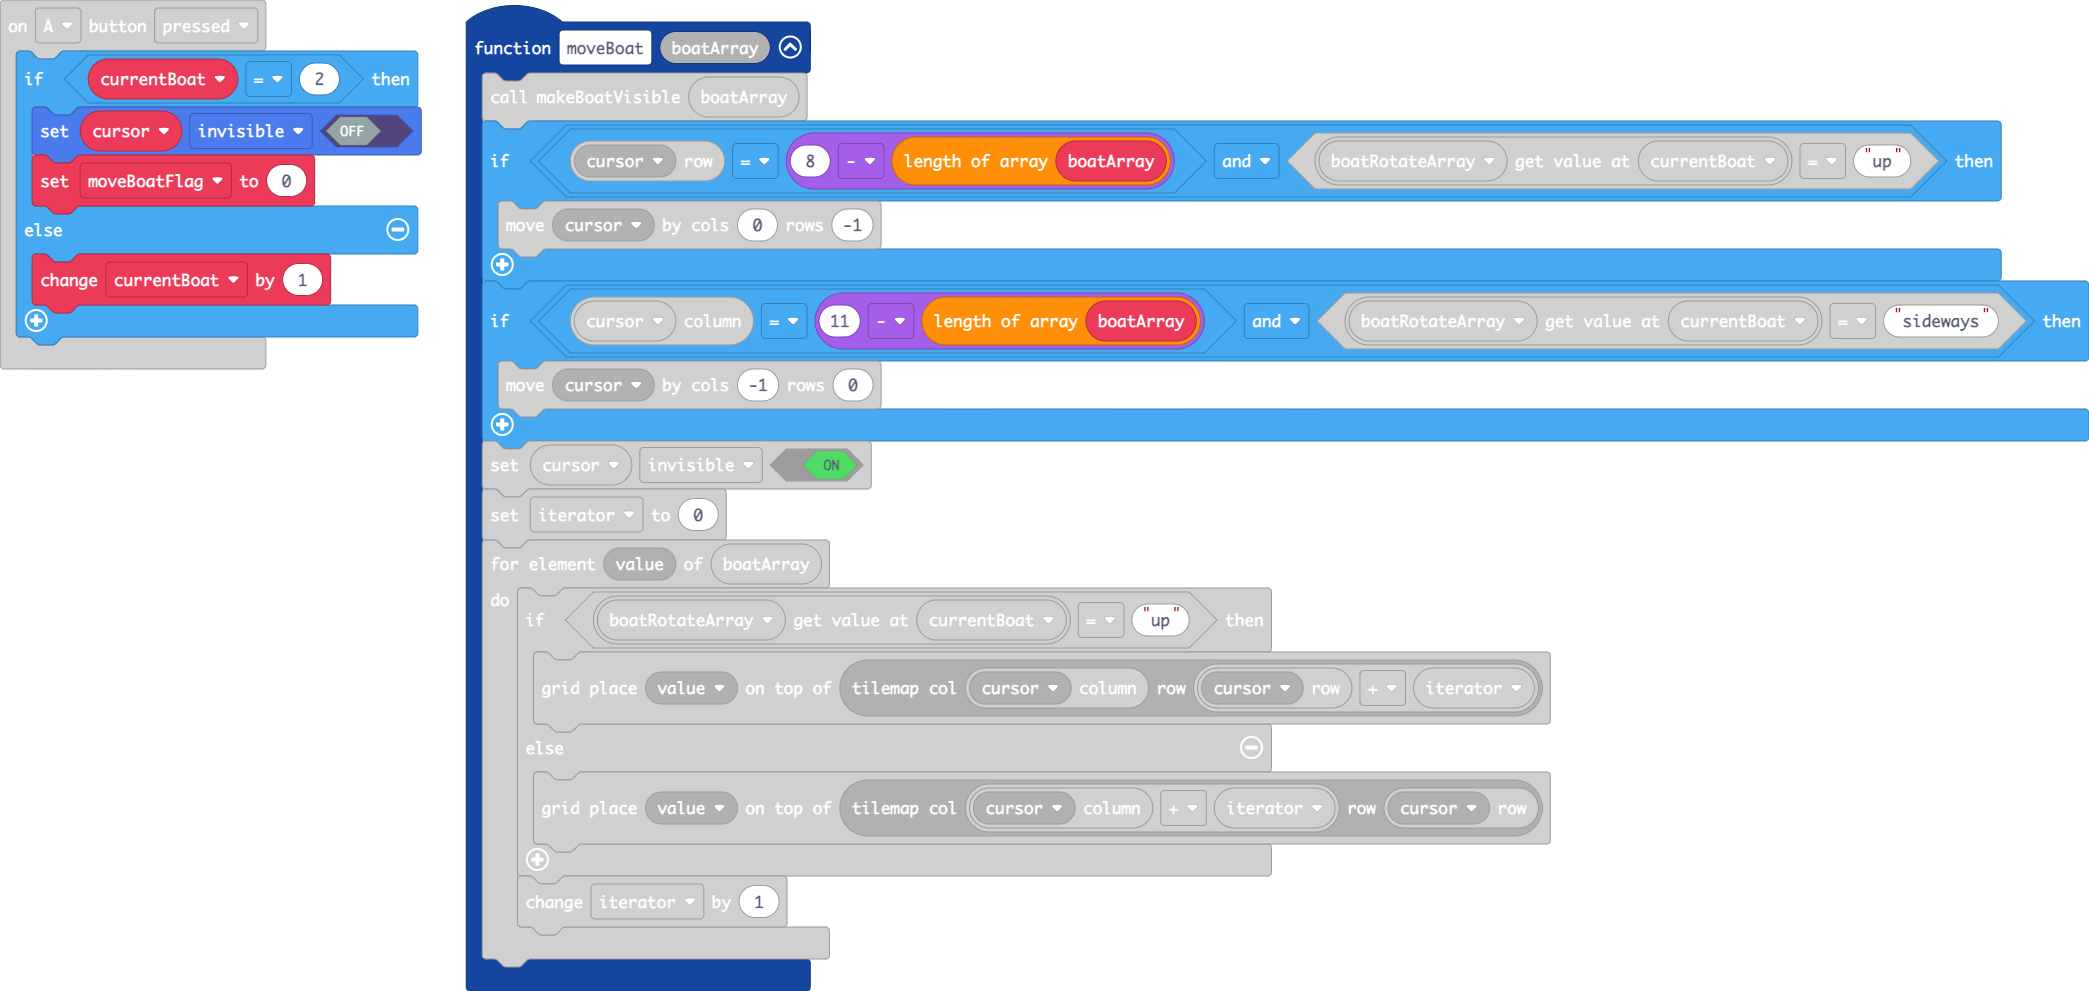 on A button pressed
if currentBoat = 2 then
set cursor invisible OFF
set moveBoatFlag to 0
else
change currentBoat by 1
function moveBoat boatArray
call makeBoatVisible boatArray
if cursor row = 8 - length of array boatArray and boatRotateArray get value at currentBoat = "up" then
move cursor by cols 0 rows -1
if cursor column = 11 - length of array boatArray and boatRotateArray get value at currentBoat = "sideways" then
move cursor by cols -1 rows 0
set cursor invisible ON
set iterator to 0
for element value of boatArray
do
if boatRotateArray get value at currentBoat = "up" then
grid place value on top of tilemap col cursor column row cursor row + iterator
else
grid place value on top of tilemap col cursor column + iterator row cursor row
change iterator by 1